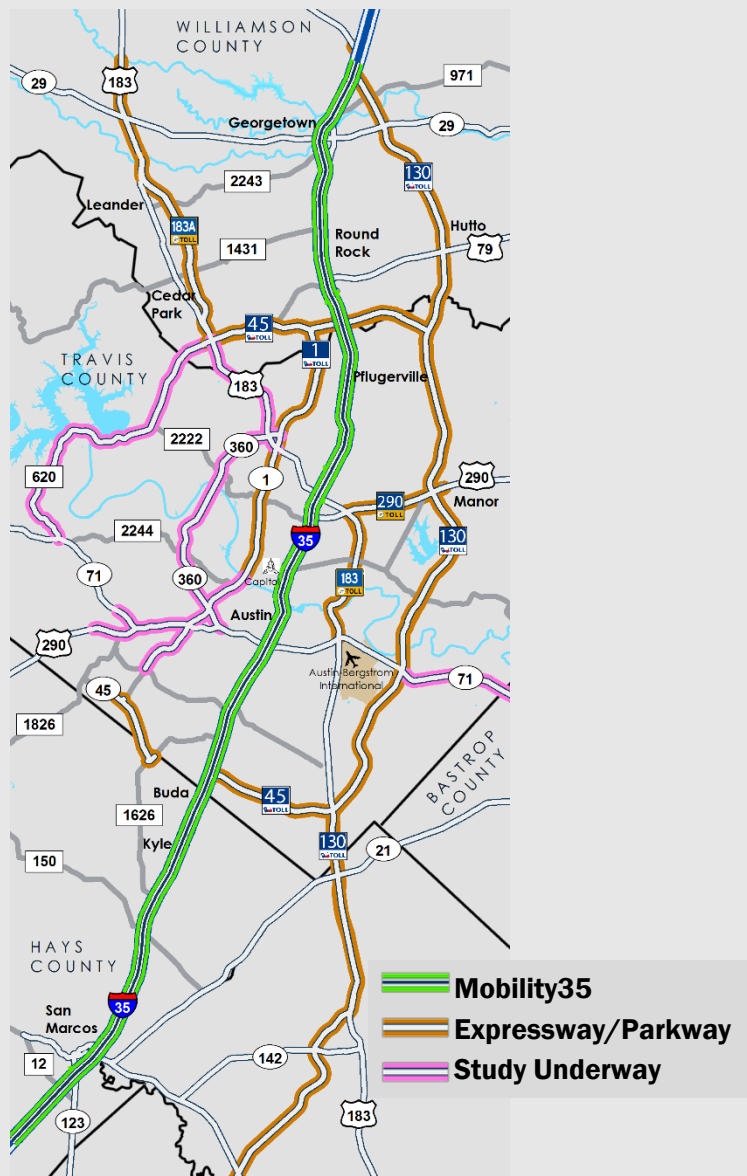 WILLIAMSON
COUNTY
183
971
29
Georgetown
29
130
TOLL
2243
Leander
183A
TOLL
Hutto
Round
Rock
79
1431
Cedar
Park
45
TOLL
1
TOLL
TRAVIS
COUNTY
183
Pflugerville
2222
360
620
1
290
290
TOLL
Manor
2244
35
130
TOLL
71
360
Capitol
183
TOLL
Austin
290
Austin-Bergstrom
International
71
45
1826
BASTROP
COUNTY
Buda
45
TOLL
1626
Kyle
130
TOLL
21
150
HAYS
COUNTY
35
San
Marcos
12
142
123
183
Mobility35
Expressway/Parkway
Study Underway